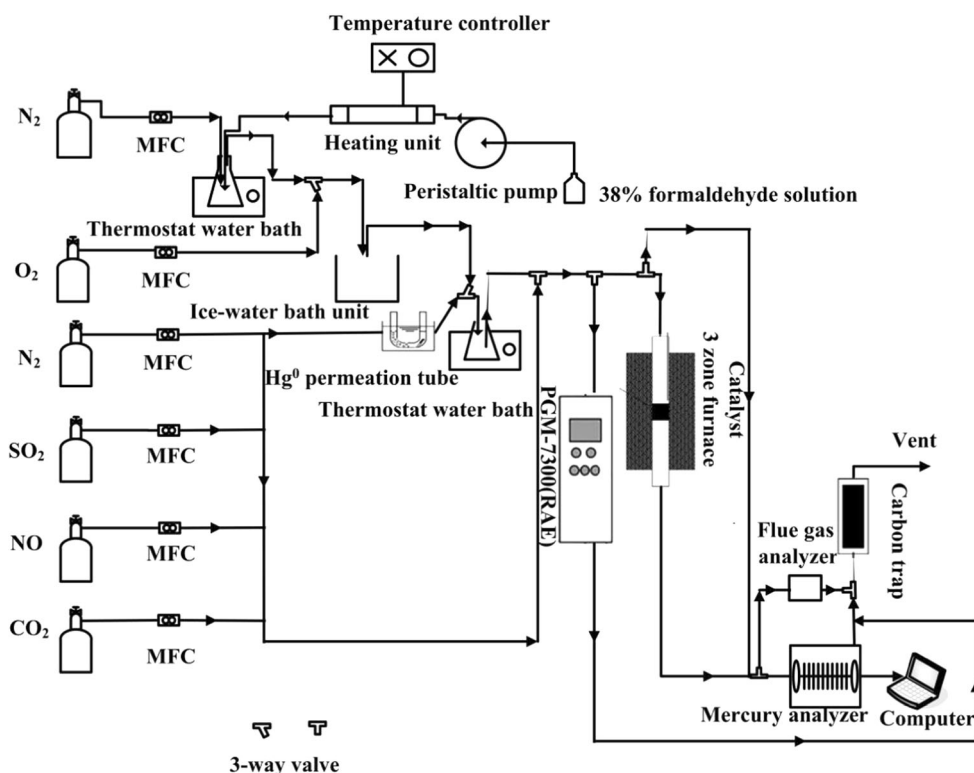 Temperature controller
N₂
MFC
Heating unit
Peristaltic pump
38% formaldehyde solution
Thermostat water bath
O₂
MFC
Ice-water bath unit
N₂
MFC
Hg⁰ permeation tube
Thermostat water bath
PGM-7300(RAE)
3 zone furnace
Catalyst
SO₂
MFC
Vent
Carbon trap
Flue gas
analyzer
NO
MFC
CO₂
MFC
Mercury analyzer
Computer
3-way valve